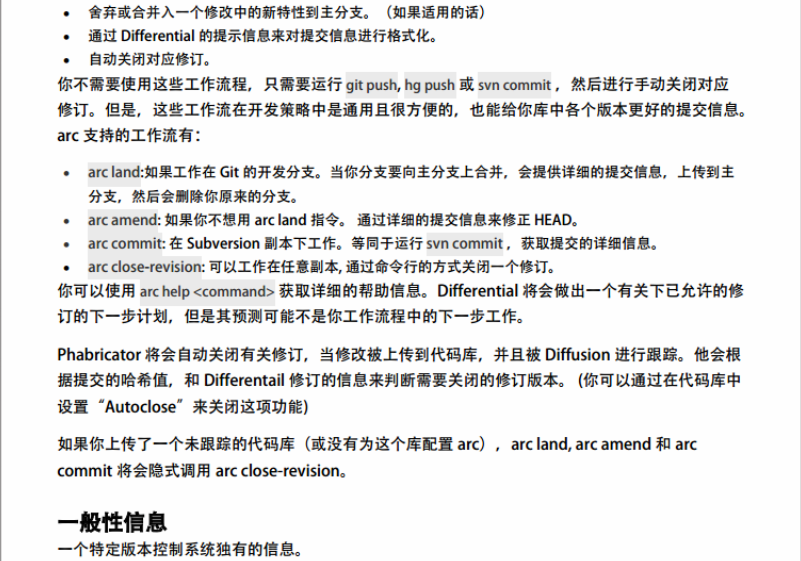 • 舍弃或合并入一个修改中的新特性到主分支。（如果适用的话）
• 通过 Differential 的提示信息来对提交信息进行格式化。
• 自动关闭对应修订。
你不需要使用这些工作流程，只需要运行 git push, hg push 或 svn commit ，然后进行手动关闭对应
修订。但是，这些工作流在开发策略中是通用且很方便的，也能给你库中各个版本更好的提交信息。
arc 支持的工作流有：
• arc land:如果工作在 Git 的开发分支。当你分支要向主分支上合并，会提供详细的提交信息，上传到主
分支，然后会删除你原来的分支。
• arc amend: 如果你不想用 arc land 指令。 通过详细的提交信息来修正 HEAD。
• arc commit: 在 Subversion 副本下工作。等同于运行 svn commit ，获取提交的详细信息。
• arc close-revision: 可以工作在任意副本, 通过命令行的方式关闭一个修订。
你可以使用 arc help <command> 获取详细的帮助信息。Differential 将会做出一个有关下已允许的修
订的下一步计划，但是其预测可能不是你工作流程中的下一步工作。
Phabricator 将会自动关闭有关修订，当修改被上传到代码库，并且被 Diffusion 进行跟踪。他会根
据提交的哈希值，和 Differentail 修订的信息来判断需要关闭的修订版本。 (你可以通过在代码库中
设置“Autoclose”来关闭这项功能)
如果你上传了一个未跟踪的代码库（或没有为这个库配置 arc），arc land, arc amend 和 arc
commit 将会隐式调用 arc close-revision。
一般性信息
一个特定版本控制系统独有的信息。